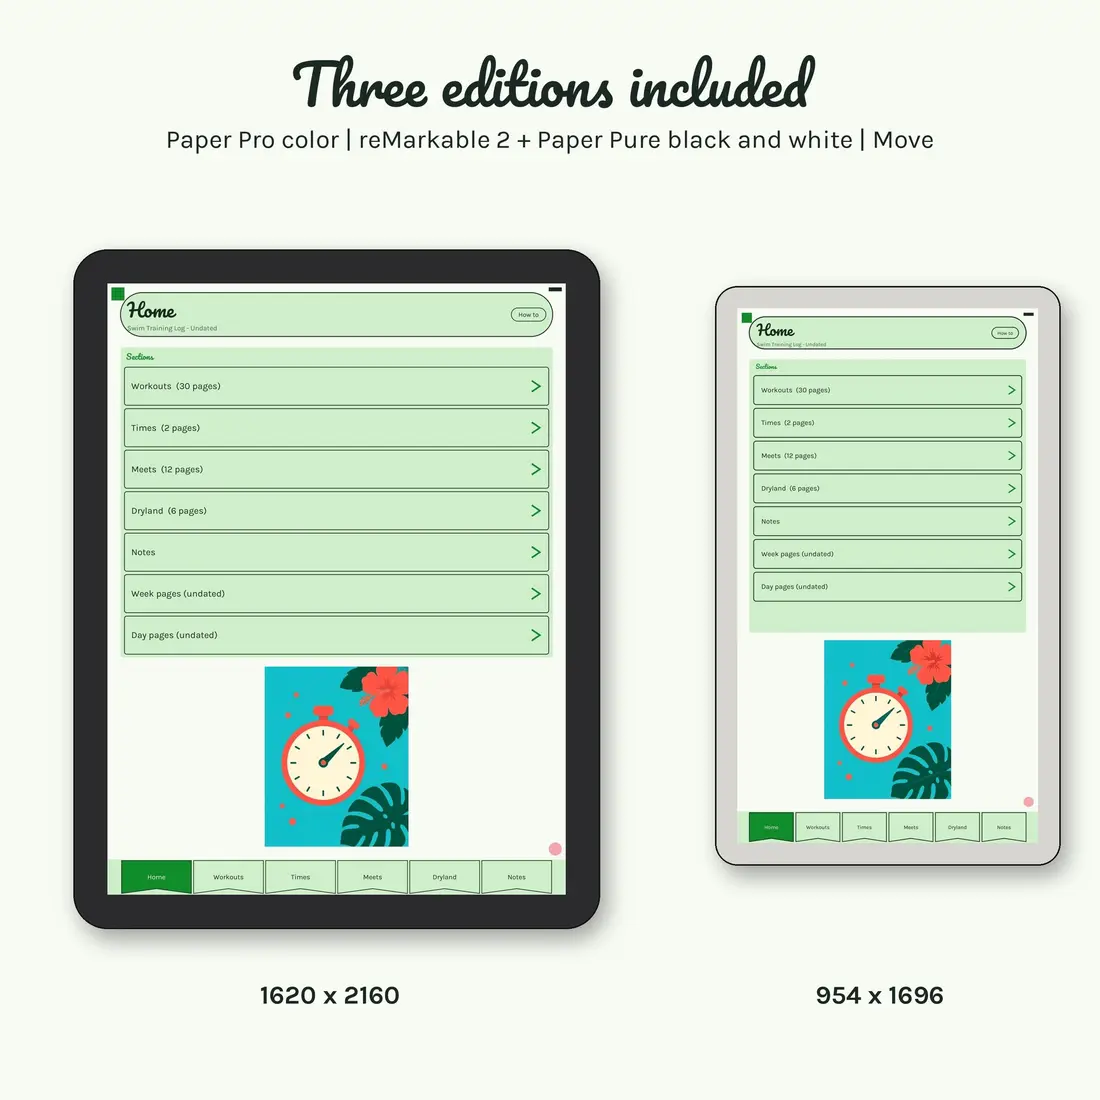 Three editions included
Paper Pro color | reMarkable 2 + Paper Pure black and white | Move
Home
Swim Training Log - Undated
How to
Sections
Workouts (30 pages)
Times (2 pages)
Meets (12 pages)
Dryland (6 pages)
Notes
Week pages (undated)
Day pages (undated)
Home
Workouts
Times
Meets
Dryland
Notes
1620 x 2160
Home
Swim Training Log - Undated
How to
Sections
Workouts (30 pages)
Times (2 pages)
Meets (12 pages)
Dryland (6 pages)
Notes
Week pages (undated)
Day pages (undated)
Home
Workouts
Times
Meets
Dryland
Notes
954 x 1696